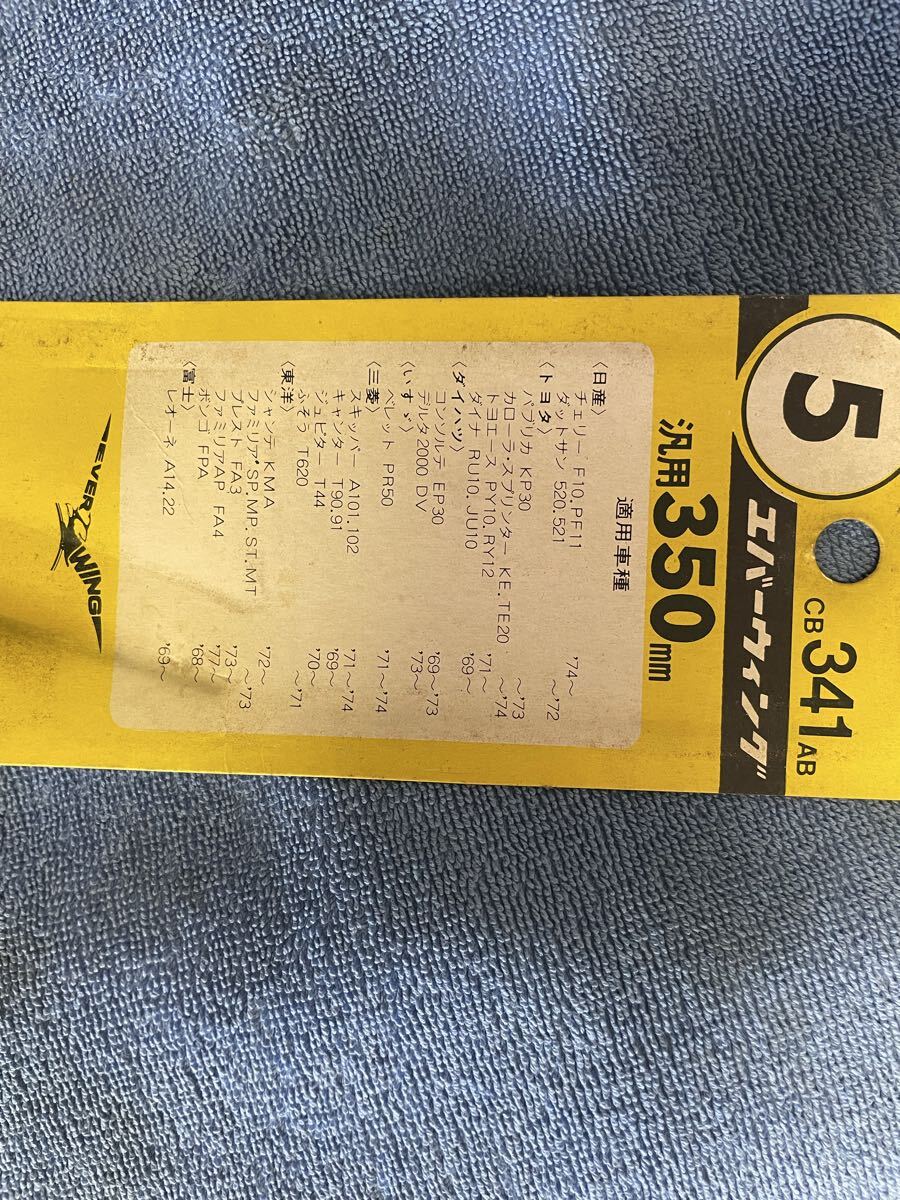 CB 341 AB
5 エバーウィング
汎用 350mm
適用車種
〈日産〉
チェリー F10.PF11 '74〜
ダットサン 520.521 〜'72
〈トヨタ〉
パブリカ KP30 〜'73
カローラ・スプリンター KE.TE20 〜'74
トヨエース PY10.RY12 '71〜
ダイナ RU10.JU10 '69〜
〈ダイハツ〉
コンソルテ EP30 '69〜'73
デルタ2000 DV '73〜
〈いすゞ〉
ベレット PR50 '71〜'74
〈三菱〉
スキッパー A101.102 '71〜'74
キャンター T90.91 '69〜
ジュピター T44 '70〜
ふそう T620 〜'71
〈東洋〉
シャンテ KMA '72〜
ファミリア・SP.MP.ST.MT 〜'73
プレスト FA3 '73〜
ファミリアAP FA4 '77〜
ボンゴ FPA '68〜
〈富士〉
レオーネ A14.22 '69〜
EVER WING